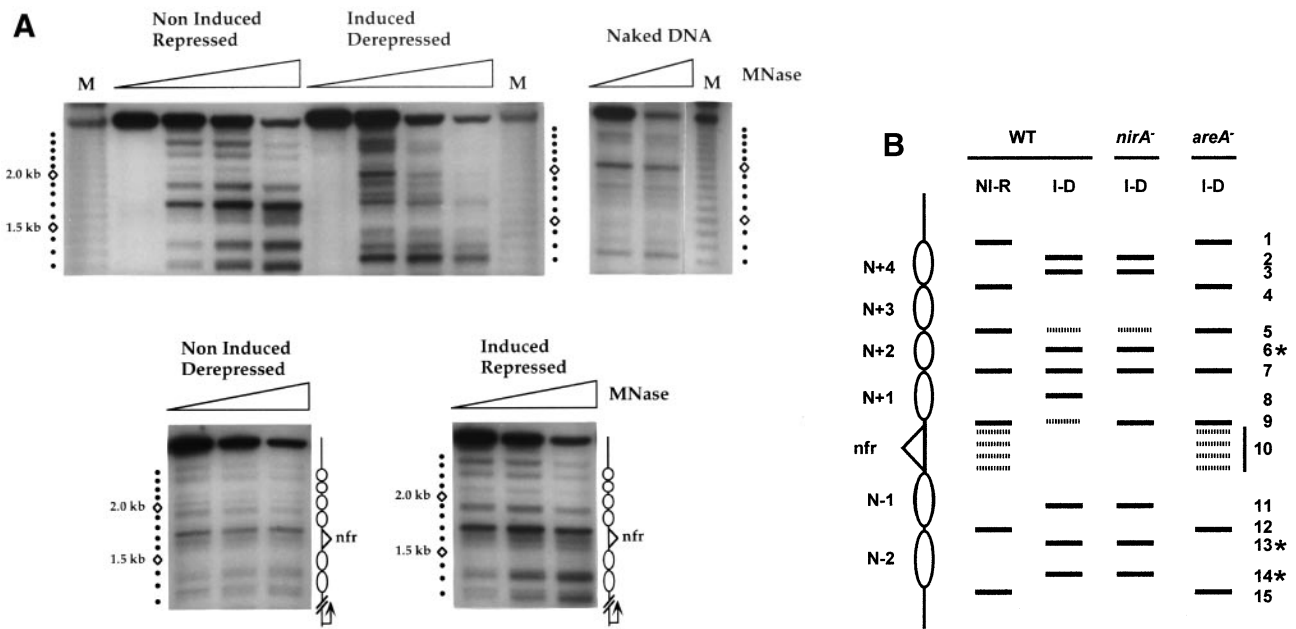 A
Non Induced
Repressed
Induced
Derepressed
Naked DNA
M
M
M
MNase
2.0 kb
1.5 kb
Non Induced
Derepressed
Induced
Repressed
MNase
2.0 kb
1.5 kb
nfr
2.0 kb
1.5 kb
nfr
B
WT
nirA-
areA-
NI-R
I-D
I-D
I-D
N+4
N+3
N+2
N+1
nfr
N-1
N-2
1
2
3
4
5
6*
7
8
9
10
11
12
13*
14*
15